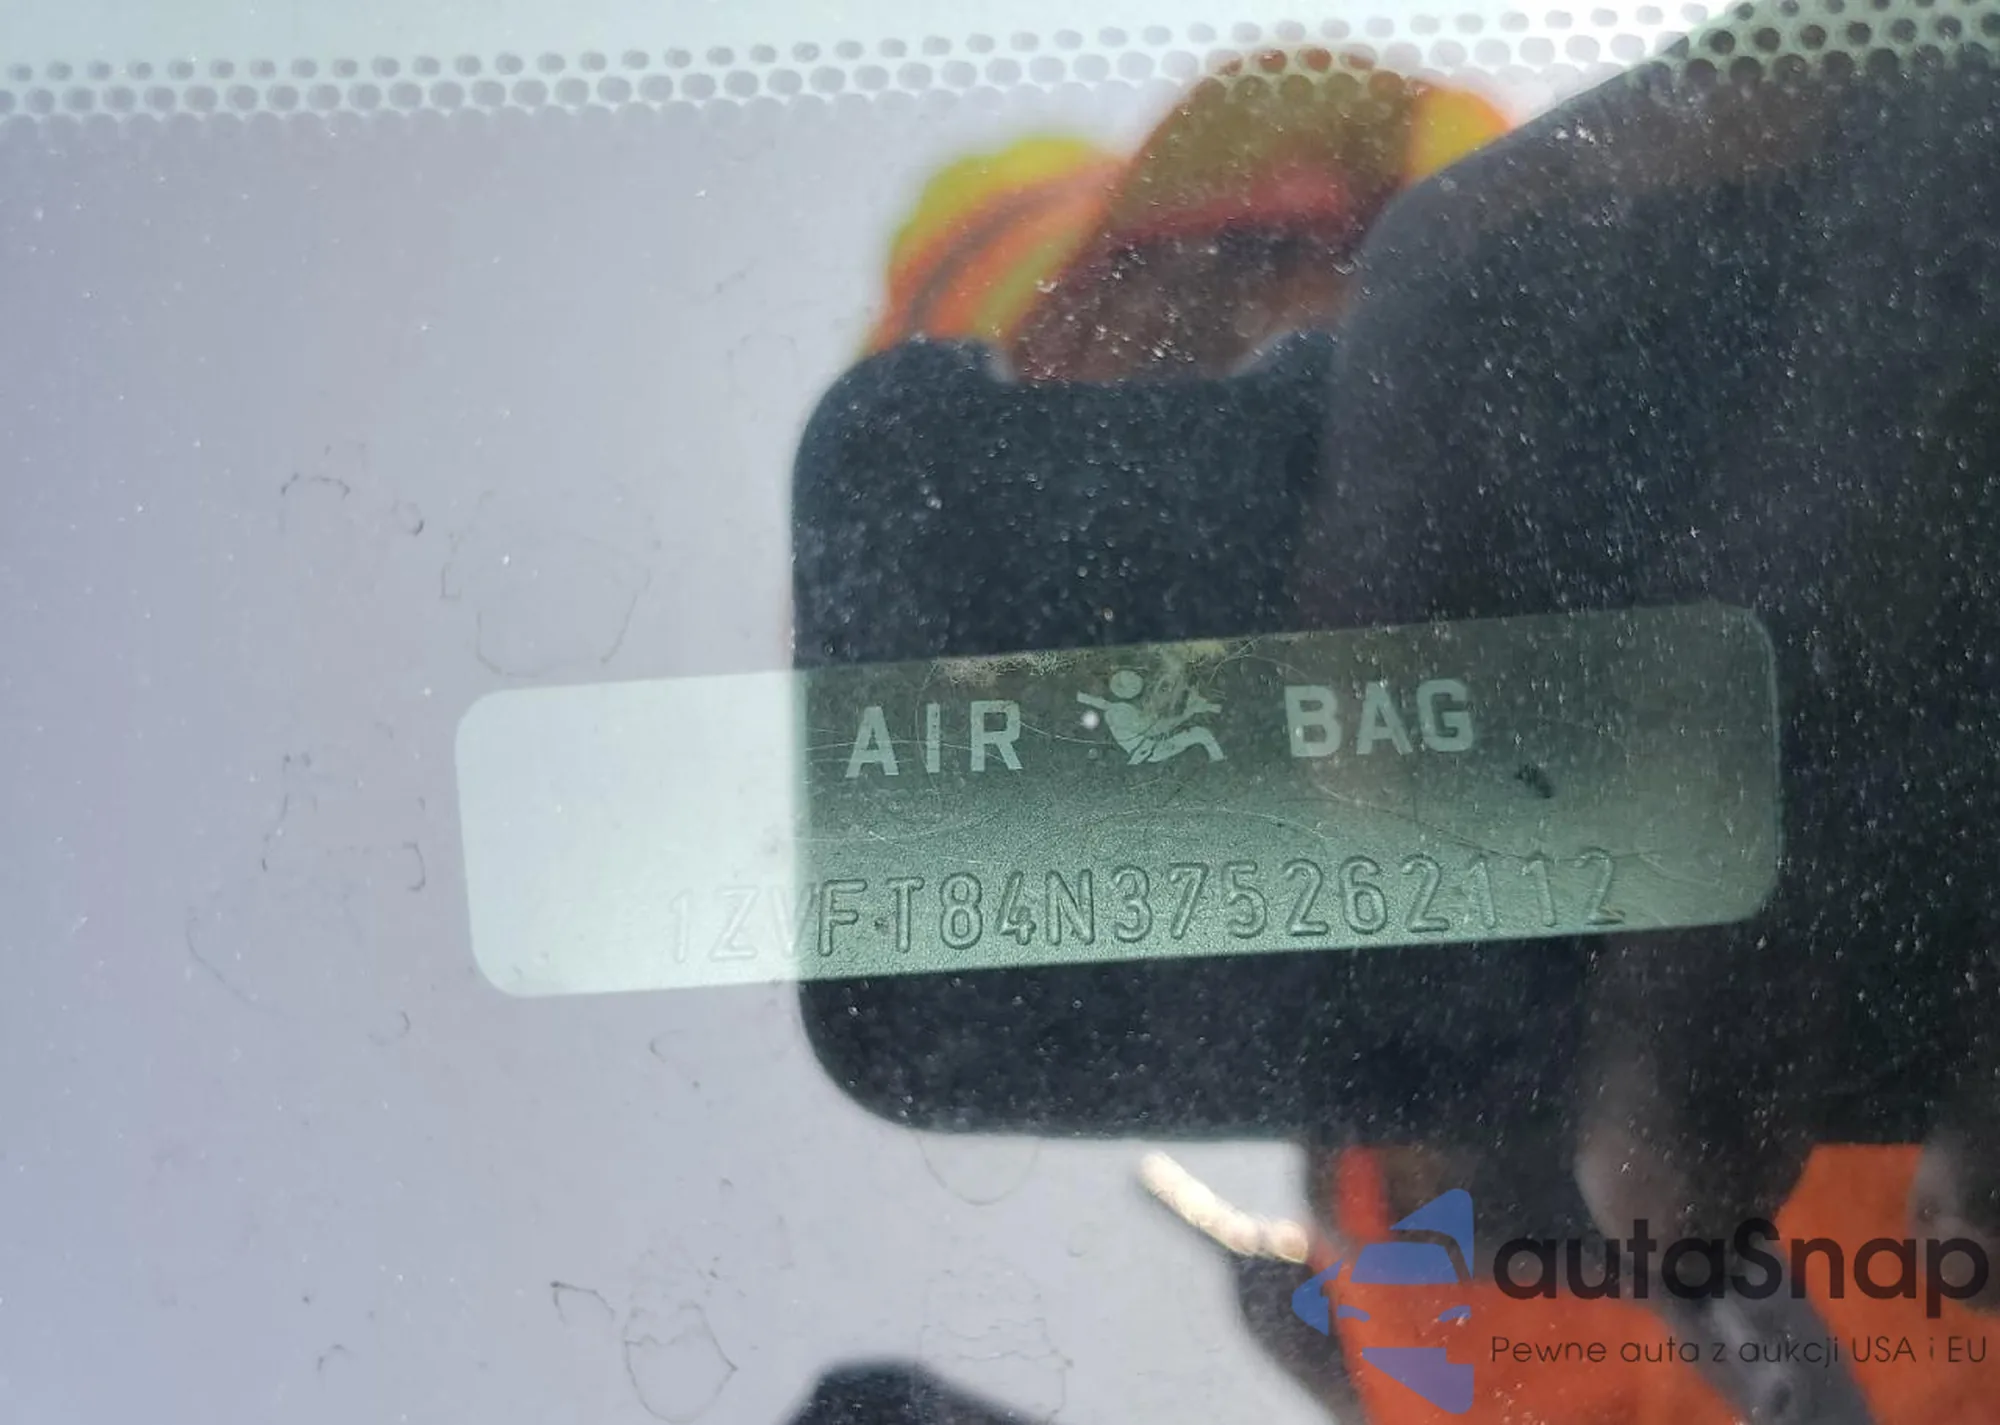 AIR BAG
1ZVFT84N375262112
autaSnap
Pewne auta z aukcji USA i EU